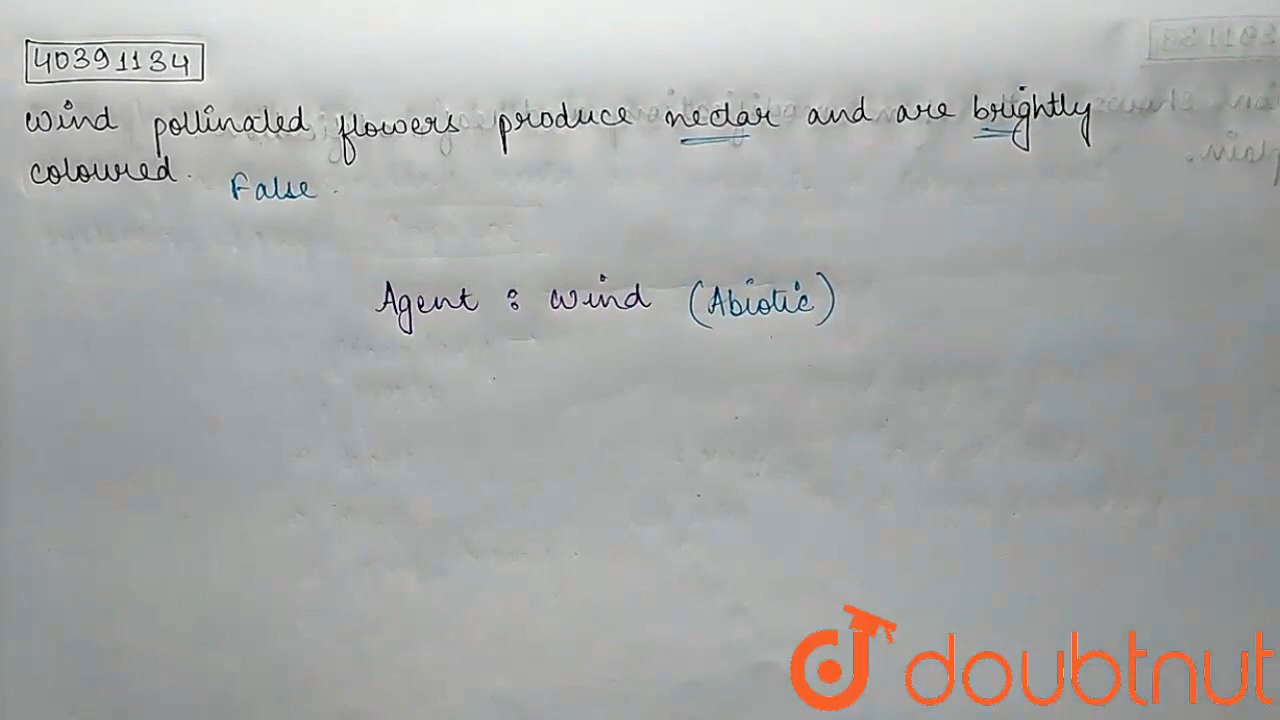 40391134
Wind pollinated flowers produce nectar and are brightly
coloured. False.
Agent : Wind (Abiotic)
doubtnut